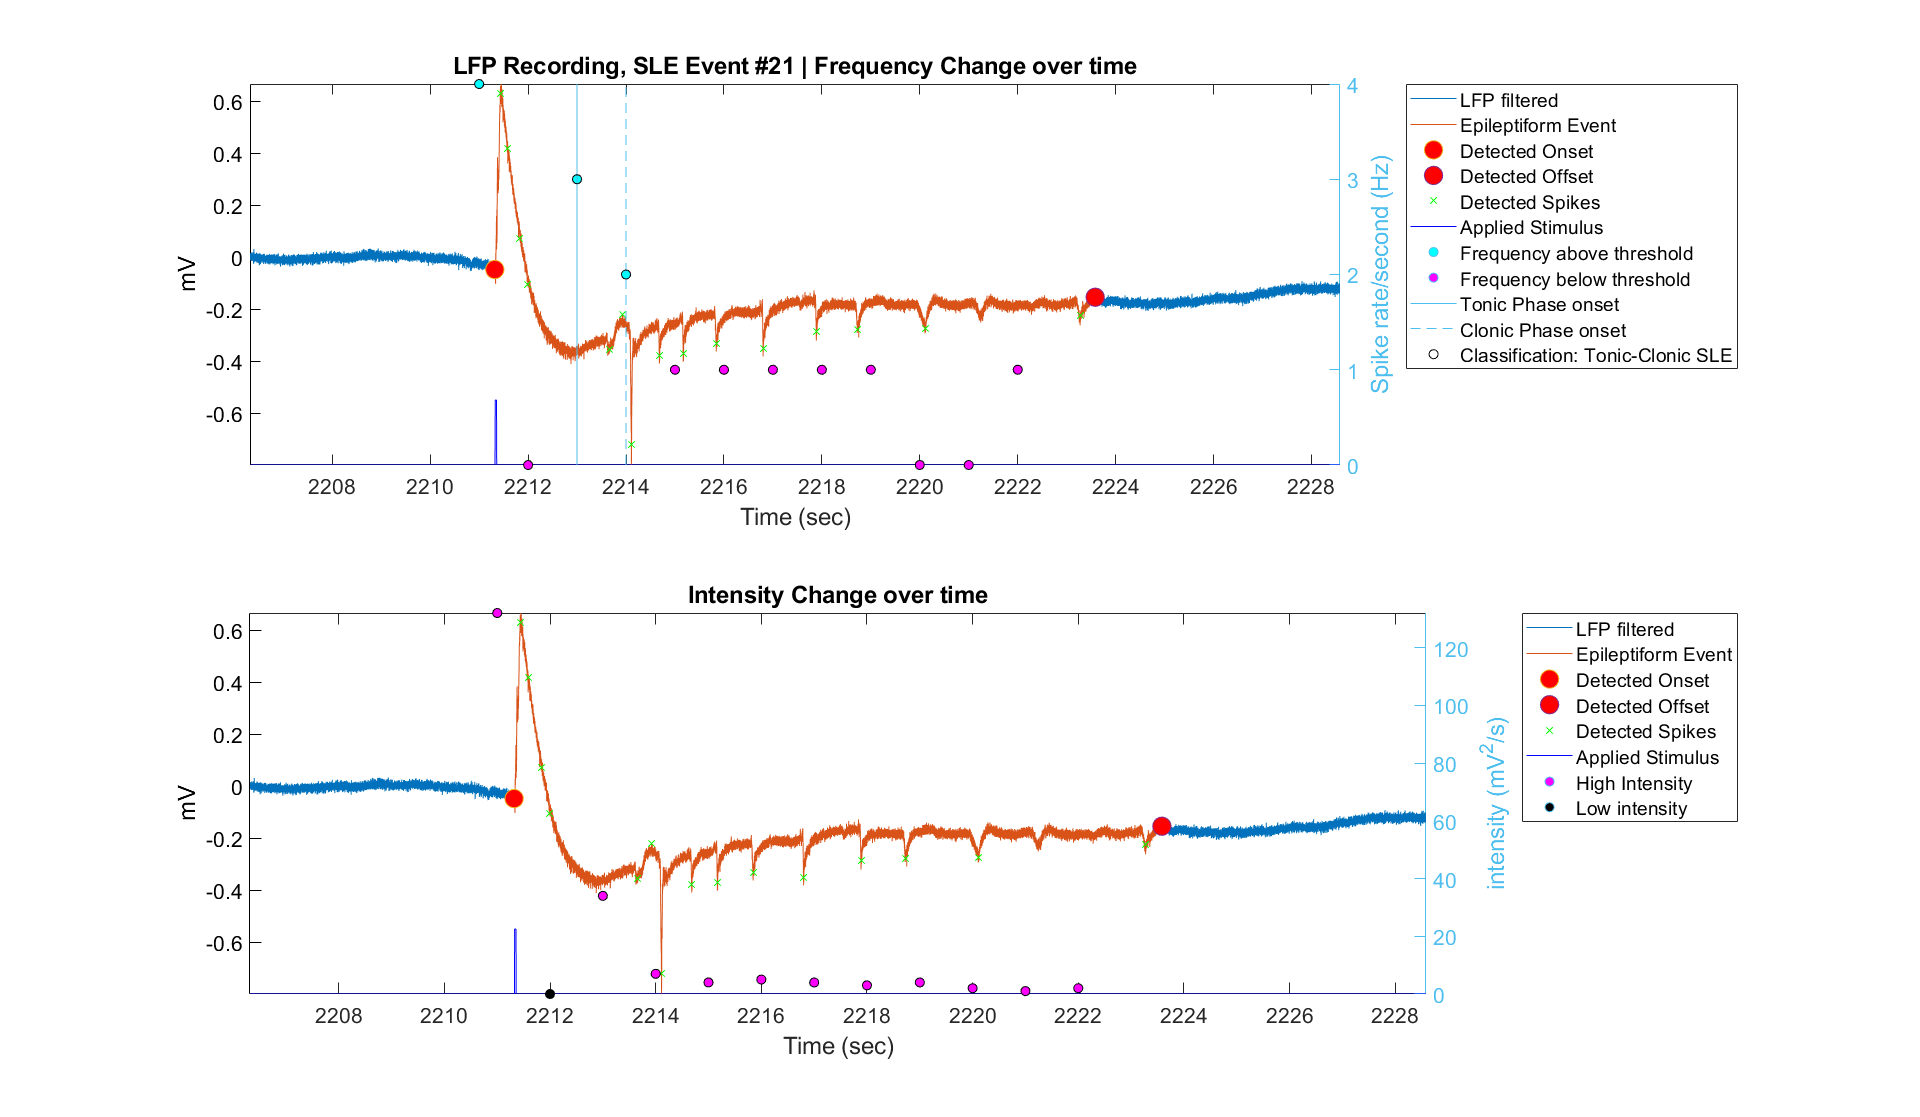 LFP Recording, SLE Event #21 | Frequency Change over time
0.6
0.4
0.2
0
-0.2
-0.4
-0.6
mV
2208 2210 2212 2214 2216 2218 2220 2222 2224 2226 2228
Time (sec)
4
3
2
1
0
Spike rate/second (Hz)
LFP filtered
Epileptiform Event
Detected Onset
Detected Offset
Detected Spikes
Applied Stimulus
Frequency above threshold
Frequency below threshold
Tonic Phase onset
Clonic Phase onset
Classification: Tonic-Clonic SLE
Intensity Change over time
0.6
0.4
0.2
0
-0.2
-0.4
-0.6
mV
2208 2210 2212 2214 2216 2218 2220 2222 2224 2226 2228
Time (sec)
120
100
80
60
40
20
0
intensity (mV²/s)
LFP filtered
Epileptiform Event
Detected Onset
Detected Offset
Detected Spikes
Applied Stimulus
High Intensity
Low intensity